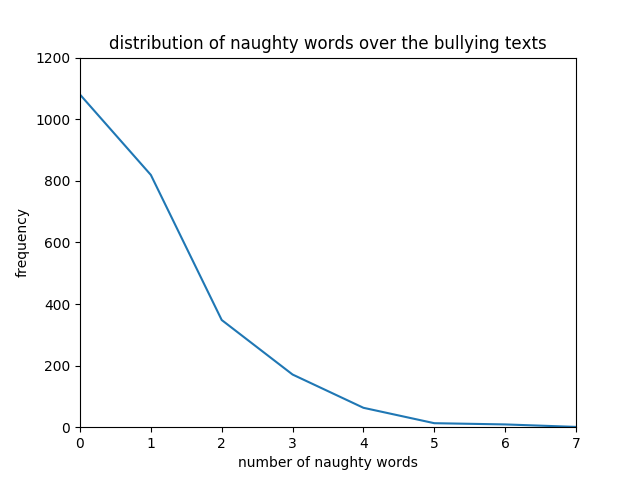 distribution of naughty words over the bullying texts
1200
1000
800
600
400
200
0
frequency
0 1 2 3 4 5 6 7
number of naughty words